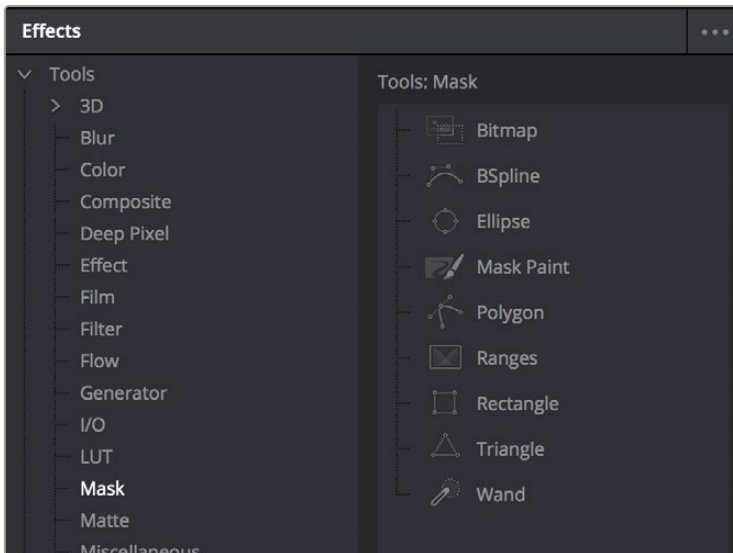 Effects
Tools
3D
Blur
Color
Composite
Deep Pixel
Effect
Film
Filter
Flow
Generator
I/O
LUT
Mask
Matte
Miscellaneous
Tools: Mask
Bitmap
BSpline
Ellipse
Mask Paint
Polygon
Ranges
Rectangle
Triangle
Wand